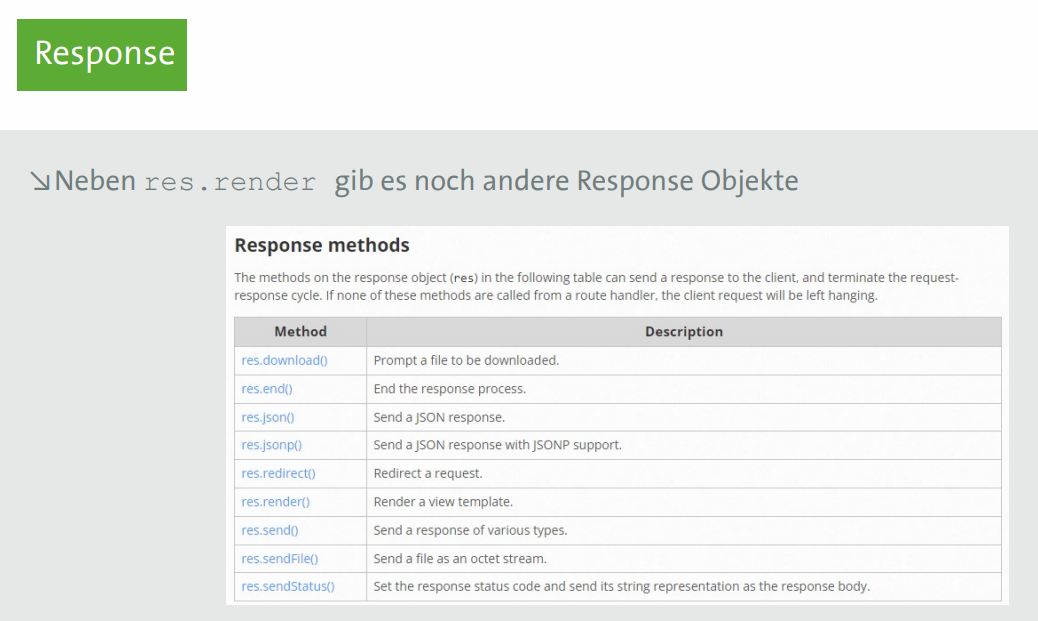 Response
↘Neben res.render gib es noch andere Response Objekte
Response methods
The methods on the response object (res) in the following table can send a response to the client, and terminate the request-
response cycle. If none of these methods are called from a route handler, the client request will be left hanging.
Method Description
res.download() Prompt a file to be downloaded.
res.end() End the response process.
res.json() Send a JSON response.
res.jsonp() Send a JSON response with JSONP support.
res.redirect() Redirect a request.
res.render() Render a view template.
res.send() Send a response of various types.
res.sendFile() Send a file as an octet stream.
res.sendStatus() Set the response status code and send its string representation as the response body.